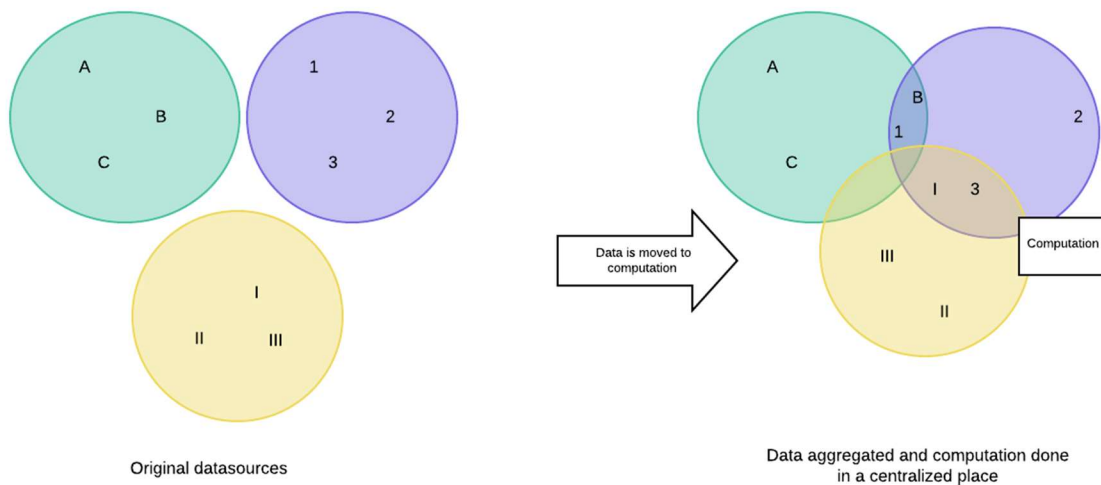 A
B
C
1
2
3
I
II
III
Original datasources
Data is moved to
computation
A
B
C
1
2
I
3
III
II
Computation
Data aggregated and computation done
in a centralized place